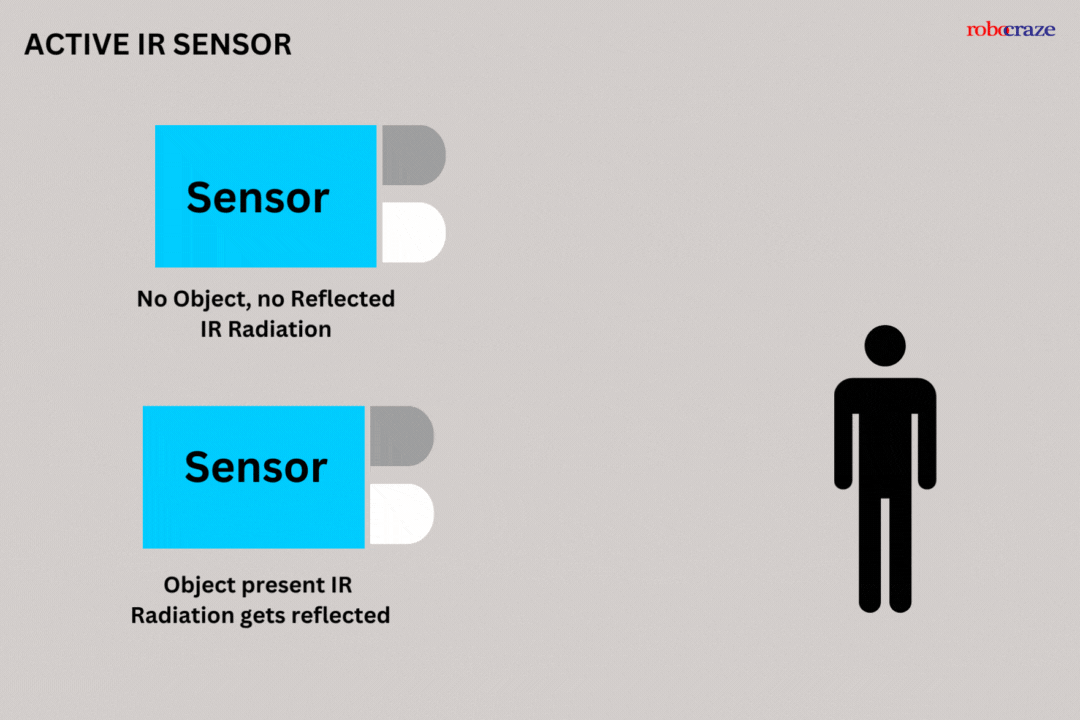 ACTIVE IR SENSOR
robocraze
Sensor
No Object, no Reflected
IR Radiation
Sensor
Object present IR
Radiation gets reflected